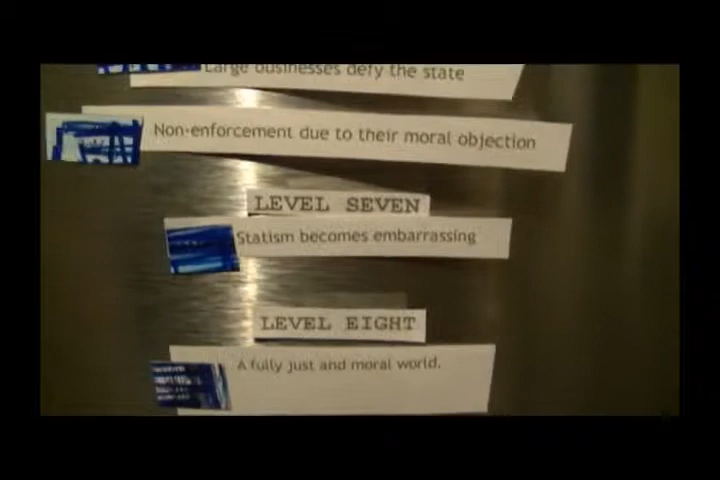 Large businesses defy the state
Non-enforcement due to their moral objection
LEVEL SEVEN
Statism becomes embarrassing
LEVEL EIGHT
A fully just and moral world.